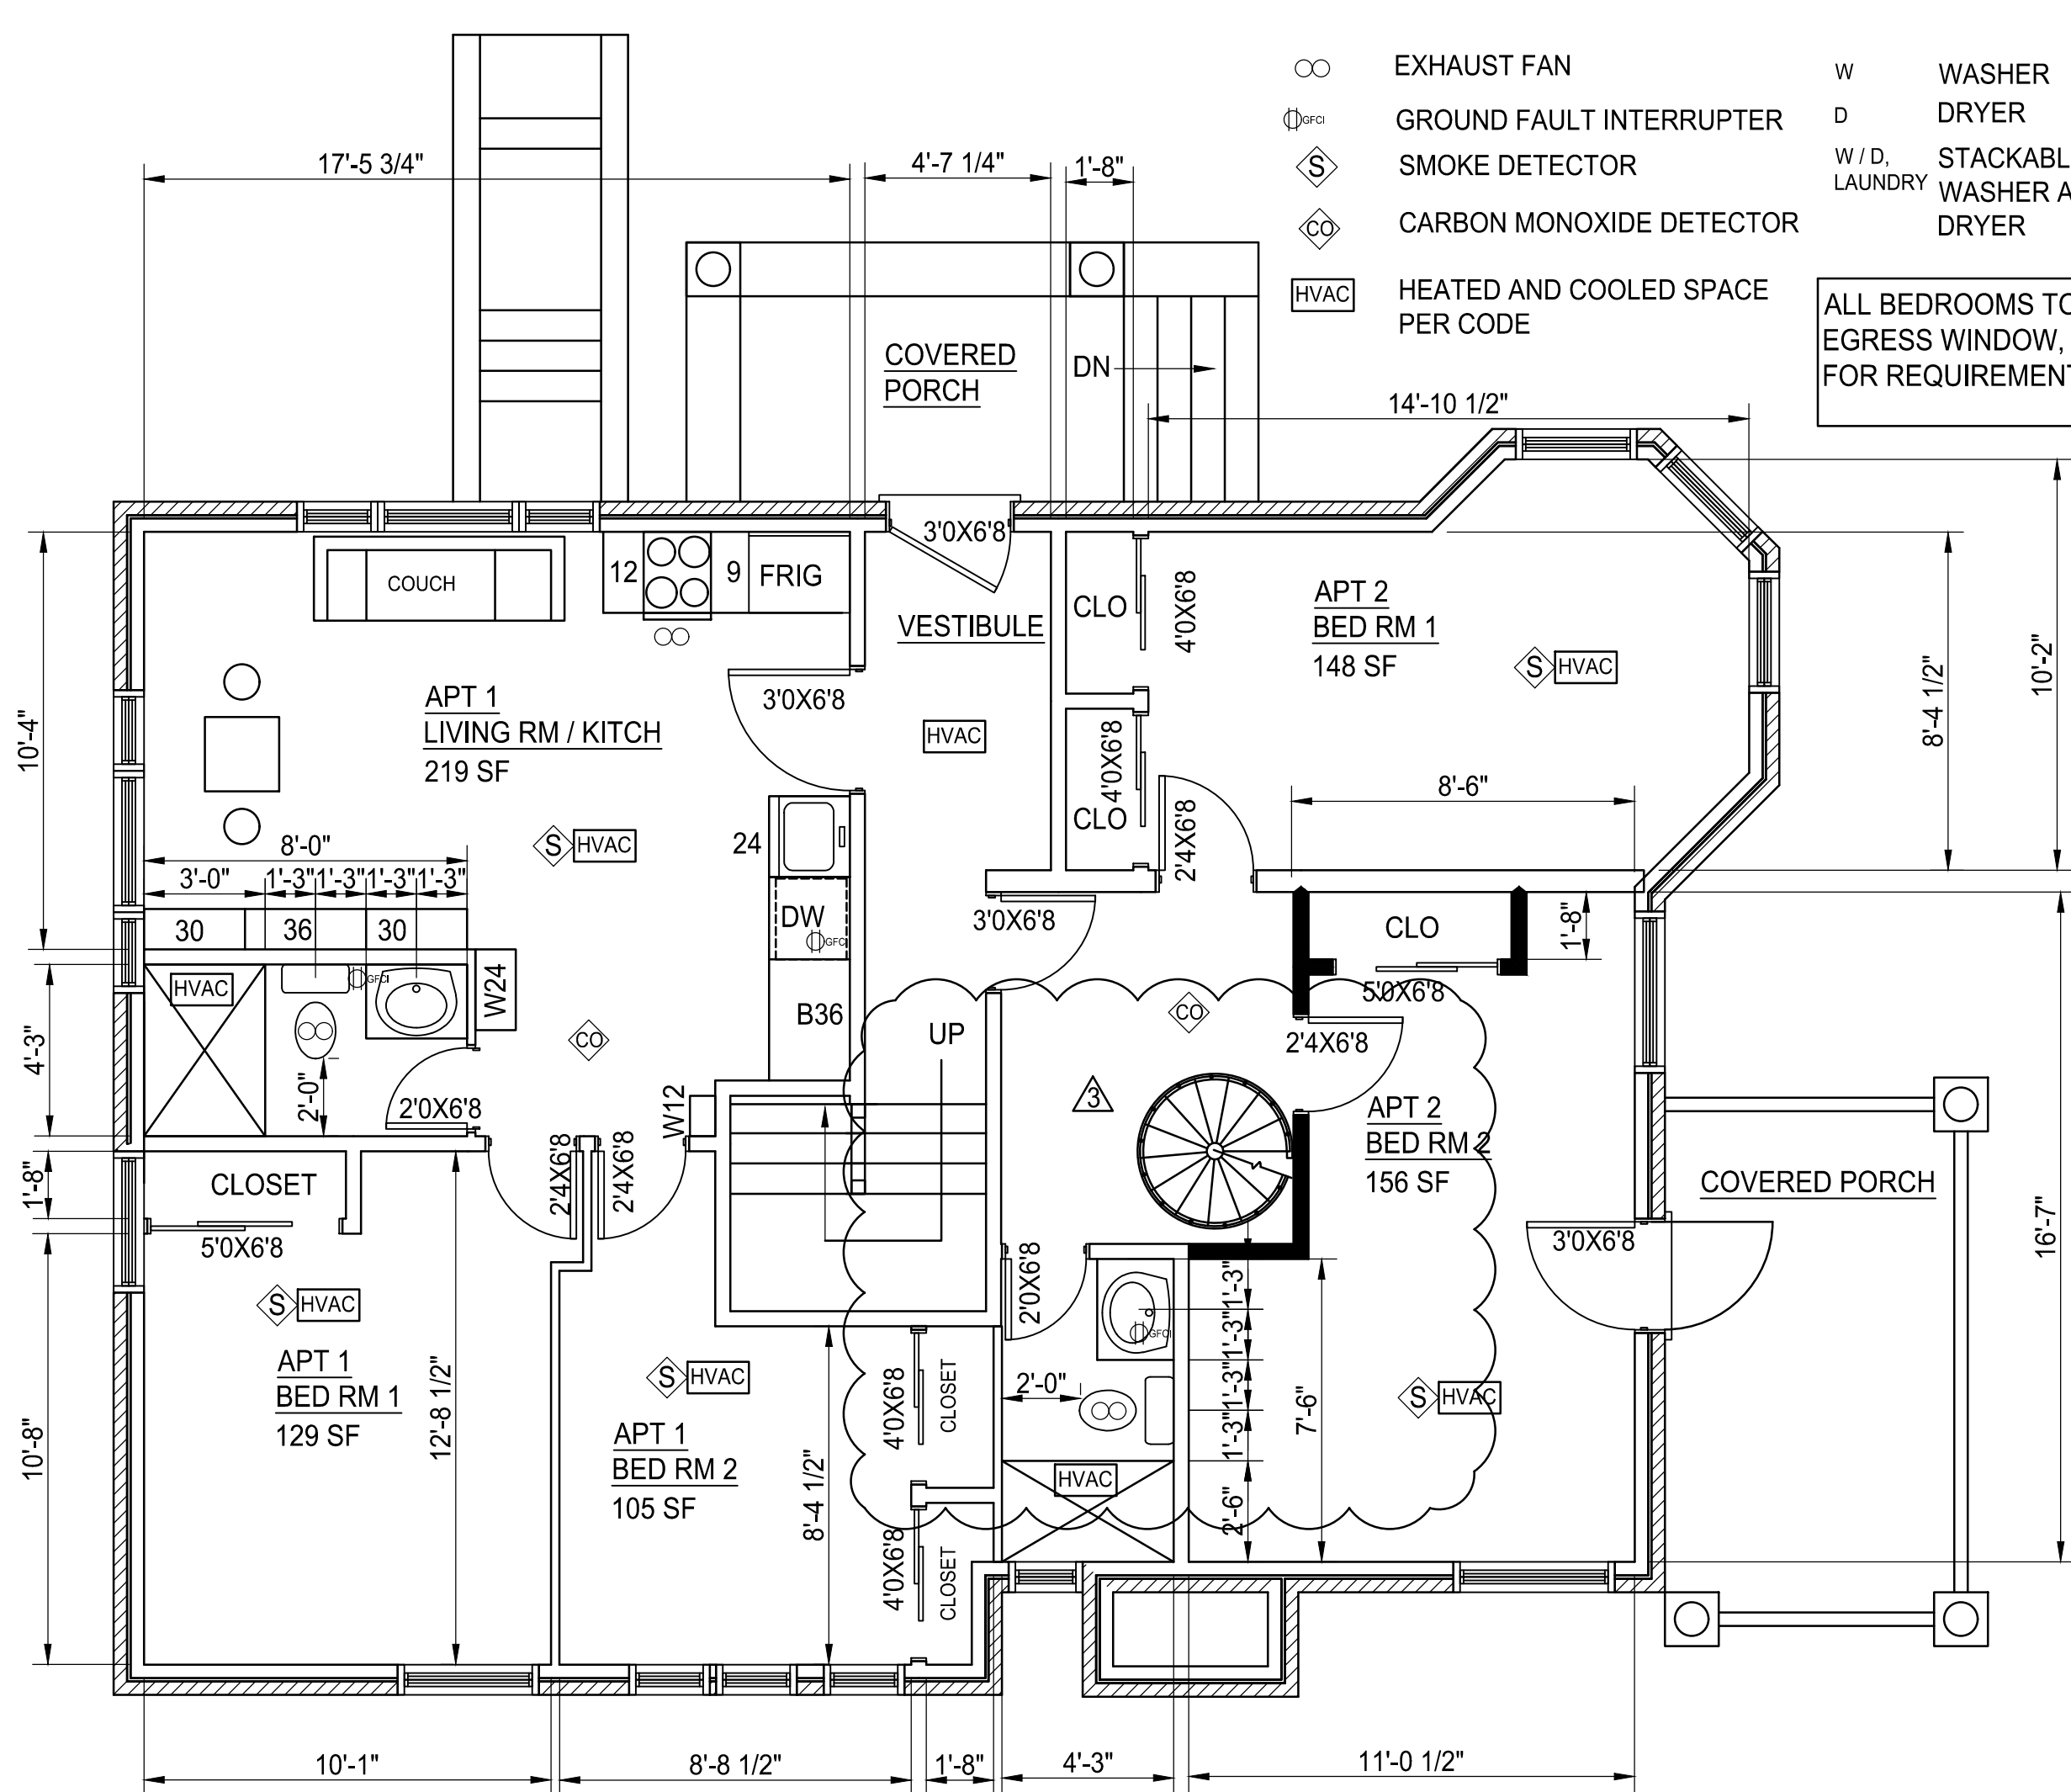 EXHAUST FAN
GFCI GROUND FAULT INTERRUPTER
S SMOKE DETECTOR
CO CARBON MONOXIDE DETECTOR
HVAC HEATED AND COOLED SPACE
PER CODE
W WASHER
D DRYER
W / D,
LAUNDRY
STACKABL
WASHER A
DRYER
ALL BEDROOMS TO
EGRESS WINDOW,
FOR REQUIREMENT
17'-5 3/4"
4'-7 1/4"
1'-8"
COVERED
PORCH
DN
14'-10 1/2"
3'0X6'8
COUCH
12
9
FRIG
VESTIBULE
CLO
4'0X6'8
APT 2
BED RM 1
148 SF
S
HVAC
8'-4 1/2"
10'-2"
10'-4"
APT 1
LIVING RM / KITCH
219 SF
3'0X6'8
HVAC
4'0X6'8
CLO
2'4X6'8
8'-6"
S
HVAC
24
8'-0"
3'-0"
1'-3"
1'-3"
1'-3"
1'-3"
30
36
30
DW
GFCI
3'0X6'8
CLO
1'-8"
5'0X6'8
HVAC
GFCI
W24
4'-3"
CO
B36
UP
CO
2'4X6'8
2'-0"
2'0X6'8
W12
3
APT 2
BED RM 2
156 SF
COVERED PORCH
16'-7"
1'-8"
CLOSET
5'0X6'8
2'4X6'8
2'4X6'8
3'0X6'8
S
HVAC
APT 1
BED RM 1
129 SF
10'-8"
12'-8 1/2"
2'0X6'8
GFCI
1'-3"
1'-3"
1'-3"
1'-3"
2'-6"
7'-6"
S
HVAC
APT 1
BED RM 2
105 SF
8'-4 1/2"
4'0X6'8
CLOSET
4'0X6'8
CLOSET
2'-0"
HVAC
S
HVAC
10'-1"
8'-8 1/2"
1'-8"
4'-3"
11'-0 1/2"